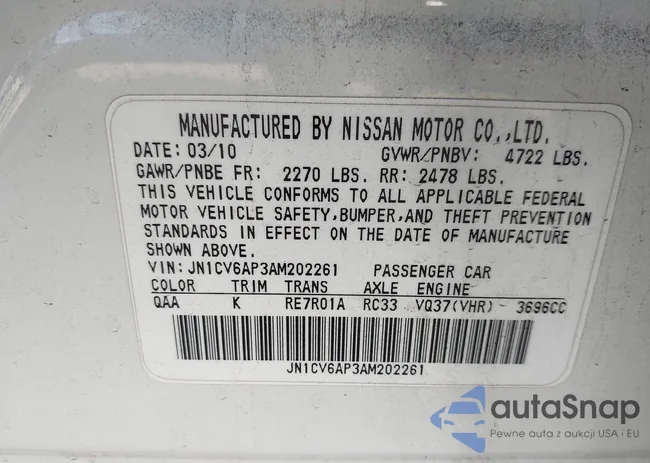 MANUFACTURED BY NISSAN MOTOR CO.,LTD.
DATE: 03/10 GVWR/PNBV: 4722 LBS.
GAWR/PNBE FR: 2270 LBS. RR: 2478 LBS.
THIS VEHICLE CONFORMS TO ALL APPLICABLE FEDERAL
MOTOR VEHICLE SAFETY,BUMPER,AND THEFT PREVENTION
STANDARDS IN EFFECT ON THE DATE OF MANUFACTURE
SHOWN ABOVE.
VIN: JN1CV6AP3AM202261 PASSENGER CAR
COLOR TRIM TRANS AXLE ENGINE
QAA K RE7R01A RC33 VQ37(VHR) - 3696CC
JN1CV6AP3AM202261
autaSnap
Pewne auta z aukcji USA i EU